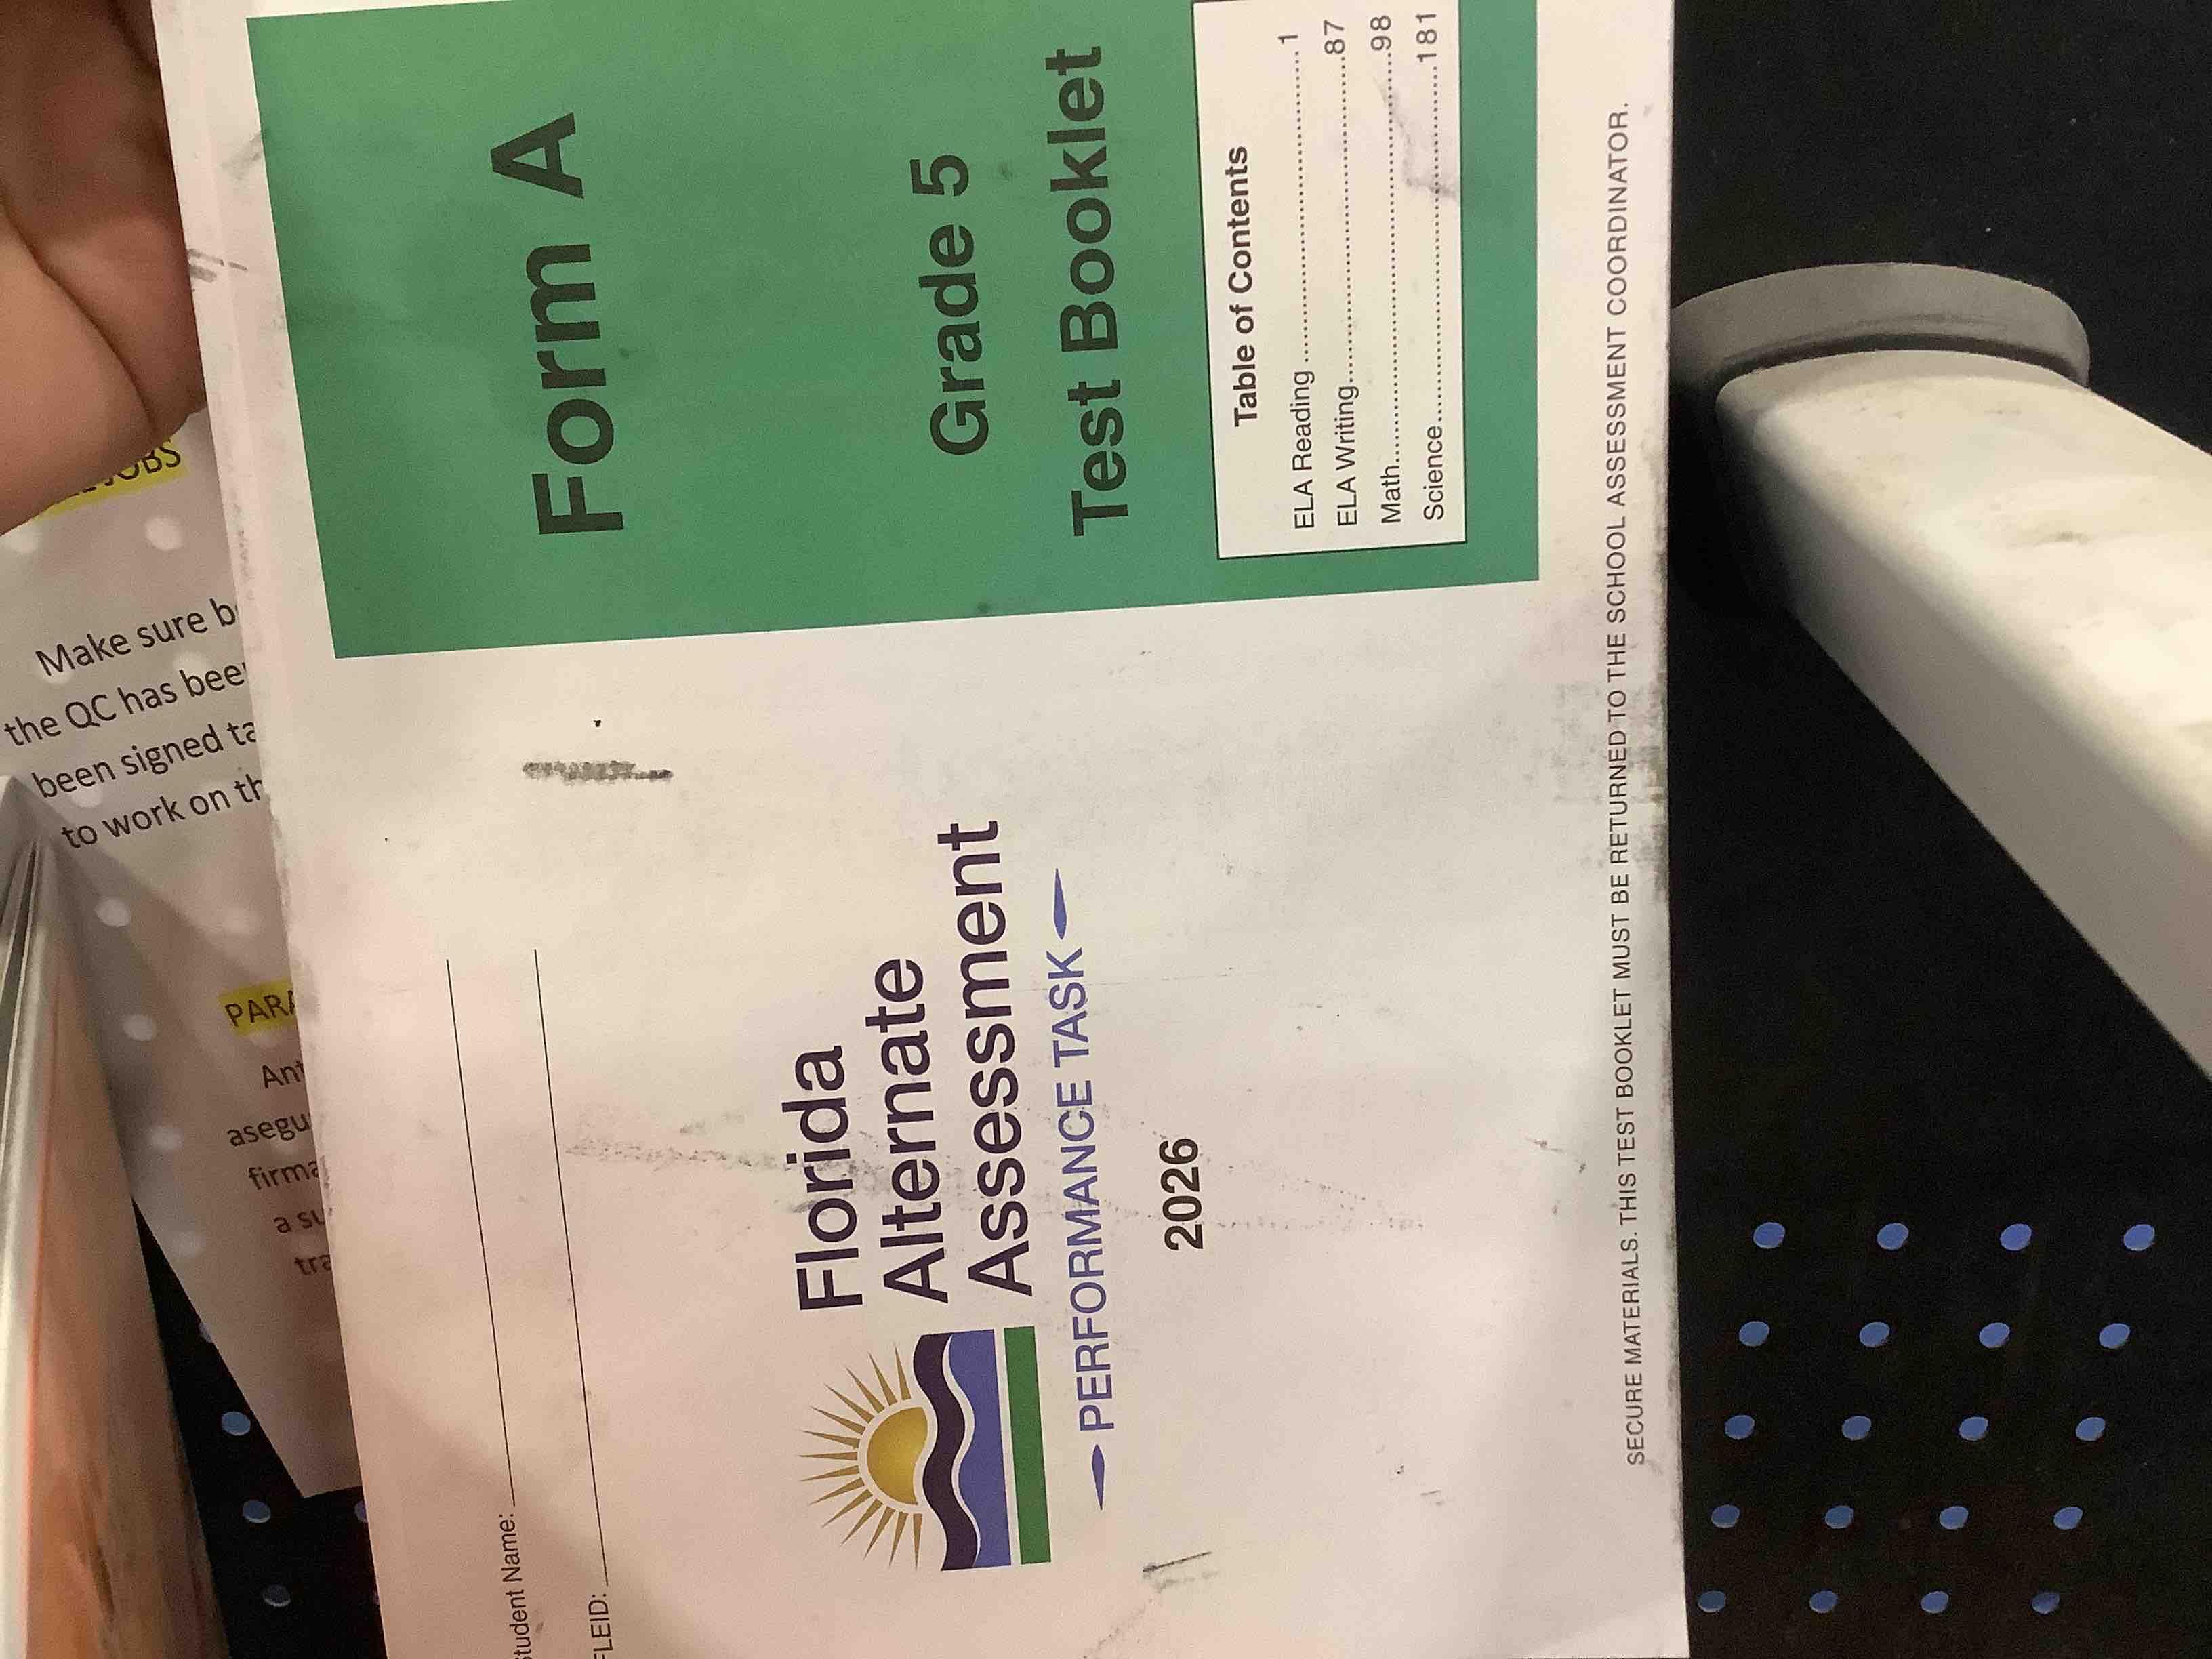 Student Name:
FLEID:
Florida
Alternate
Assessment
PERFORMANCE TASK
2026
Form A
Grade 5
Test Booklet
Table of Contents
ELA Reading ........................................1
ELA Writing........................................87
Math........................................98
Science........................................181
SECURE MATERIALS. THIS TEST BOOKLET MUST BE RETURNED TO THE SCHOOL ASSESSMENT COORDINATOR.
JOBS
Make sure
the QC has
been signed
to work on